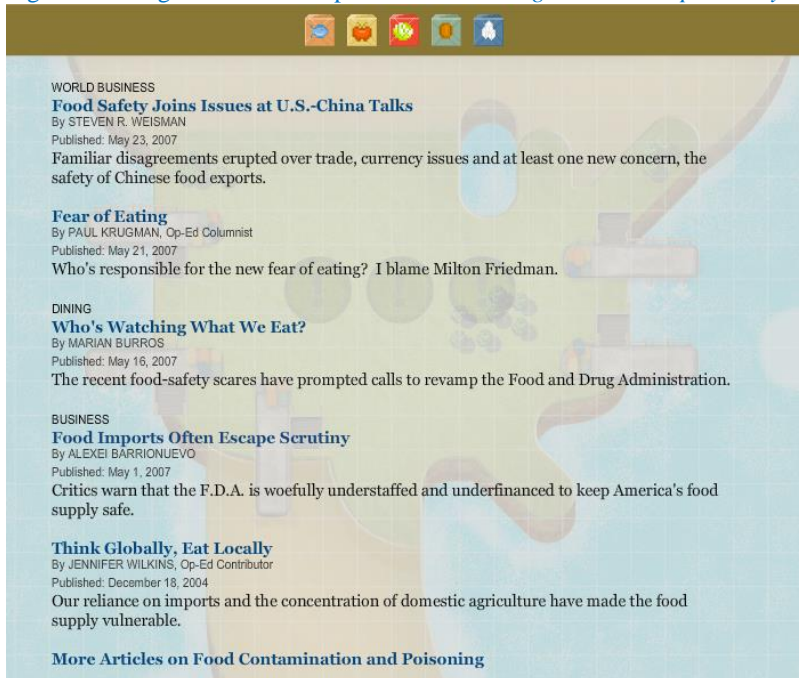 WORLD BUSINESS
Food Safety Joins Issues at U.S.-China Talks
By STEVEN R. WEISMAN
Published: May 23, 2007
Familiar disagreements erupted over trade, currency issues and at least one new concern, the
safety of Chinese food exports.
Fear of Eating
By PAUL KRUGMAN, Op-Ed Columnist
Published: May 21, 2007
Who's responsible for the new fear of eating? I blame Milton Friedman.
DINING
Who's Watching What We Eat?
By MARIAN BURROS
Published: May 16, 2007
The recent food-safety scares have prompted calls to revamp the Food and Drug Administration.
BUSINESS
Food Imports Often Escape Scrutiny
By ALEXEI BARRIONUEVO
Published: May 1, 2007
Critics warn that the F.D.A. is woefully understaffed and underfinanced to keep America's food
supply safe.
Think Globally, Eat Locally
By JENNIFER WILKINS, Op-Ed Contributor
Published: December 18, 2004
Our reliance on imports and the concentration of domestic agriculture have made the food
supply vulnerable.
More Articles on Food Contamination and Poisoning